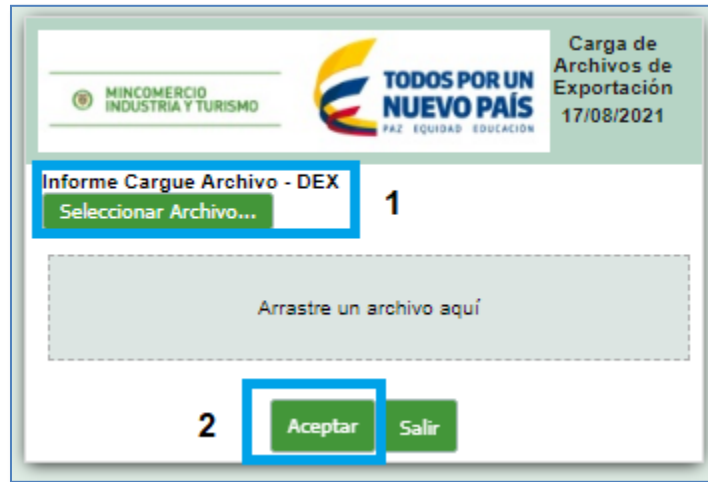 MINCOMERCIO
INDUSTRIA Y TURISMO
TODOS POR UN
NUEVO PAÍS
PAZ EQUIDAD EDUCACIÓN
Carga de
Archivos de
Exportación
17/08/2021
Informe Cargue Archivo - DEX
Seleccionar Archivo...
1
Arrastre un archivo aquí
2
Aceptar
Salir